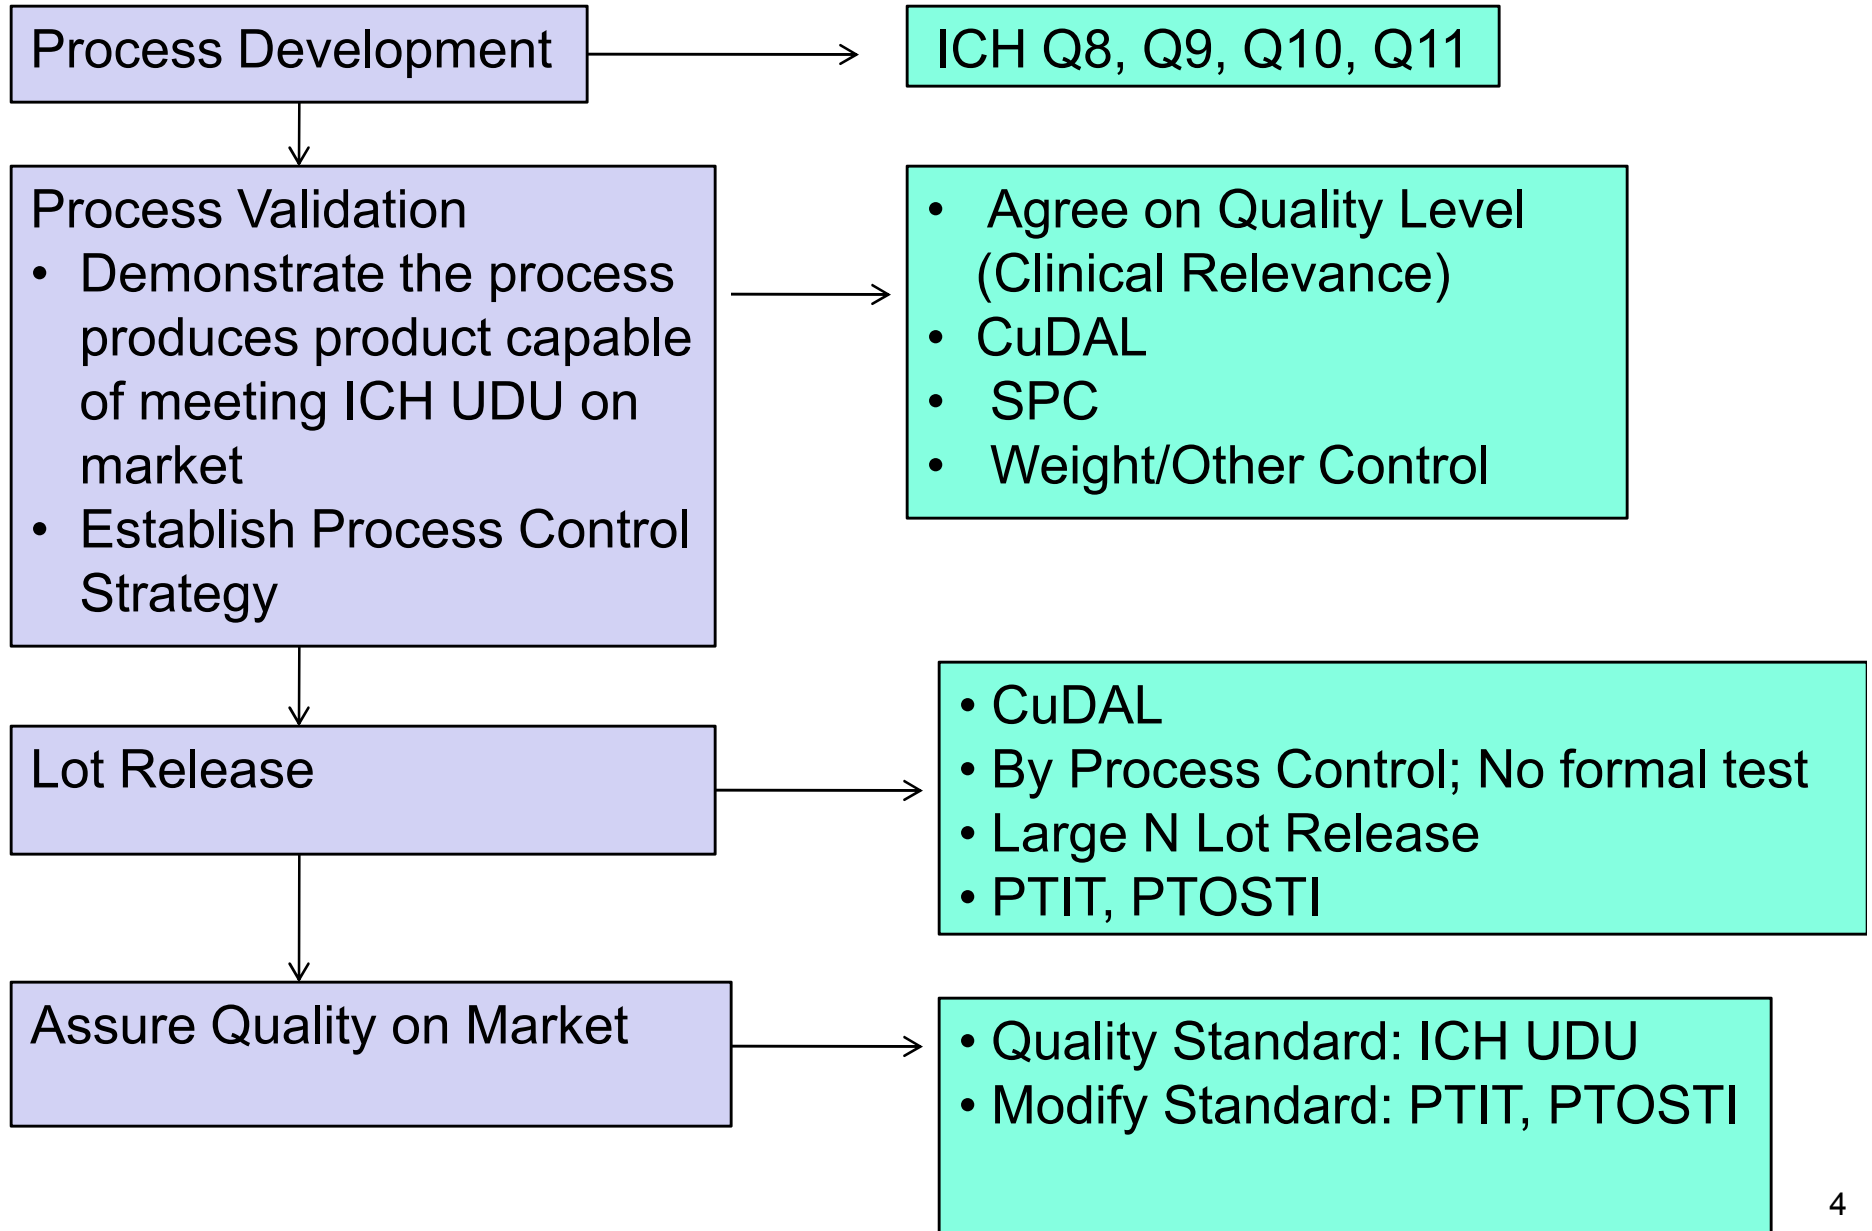 Process Development
ICH Q8, Q9, Q10, Q11
Process Validation
• Demonstrate the process
produces product capable
of meeting ICH UDU on
market
• Establish Process Control
Strategy
• Agree on Quality Level
(Clinical Relevance)
• CuDAL
• SPC
• Weight/Other Control
Lot Release
• CuDAL
• By Process Control; No formal test
• Large N Lot Release
• PTIT, PTOSTI
Assure Quality on Market
• Quality Standard: ICH UDU
• Modify Standard: PTIT, PTOSTI
4